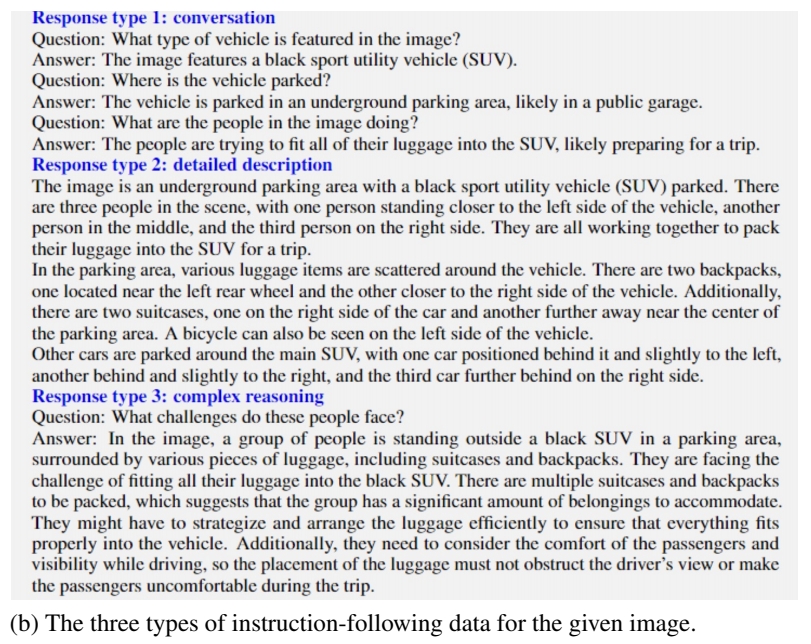 Response type 1: conversation
Question: What type of vehicle is featured in the image?
Answer: The image features a black sport utility vehicle (SUV).
Question: Where is the vehicle parked?
Answer: The vehicle is parked in an underground parking area, likely in a public garage.
Question: What are the people in the image doing?
Answer: The people are trying to fit all of their luggage into the SUV, likely preparing for a trip.
Response type 2: detailed description
The image is an underground parking area with a black sport utility vehicle (SUV) parked. There
are three people in the scene, with one person standing closer to the left side of the vehicle, another
person in the middle, and the third person on the right side. They are all working together to pack
their luggage into the SUV for a trip.
In the parking area, various luggage items are scattered around the vehicle. There are two backpacks,
one located near the left rear wheel and the other closer to the right side of the vehicle. Additionally,
there are two suitcases, one on the right side of the car and another further away near the center of
the parking area. A bicycle can also be seen on the left side of the vehicle.
Other cars are parked around the main SUV, with one car positioned behind it and slightly to the left,
another behind and slightly to the right, and the third car further behind on the right side.
Response type 3: complex reasoning
Question: What challenges do these people face?
Answer: In the image, a group of people is standing outside a black SUV in a parking area,
surrounded by various pieces of luggage, including suitcases and backpacks. They are facing the
challenge of fitting all their luggage into the black SUV. There are multiple suitcases and backpacks
to be packed, which suggests that the group has a significant amount of belongings to accommodate.
They might have to strategize and arrange the luggage efficiently to ensure that everything fits
properly into the vehicle. Additionally, they need to consider the comfort of the passengers and
visibility while driving, so the placement of the luggage must not obstruct the driver's view or make
the passengers uncomfortable during the trip.
(b) The three types of instruction-following data for the given image.